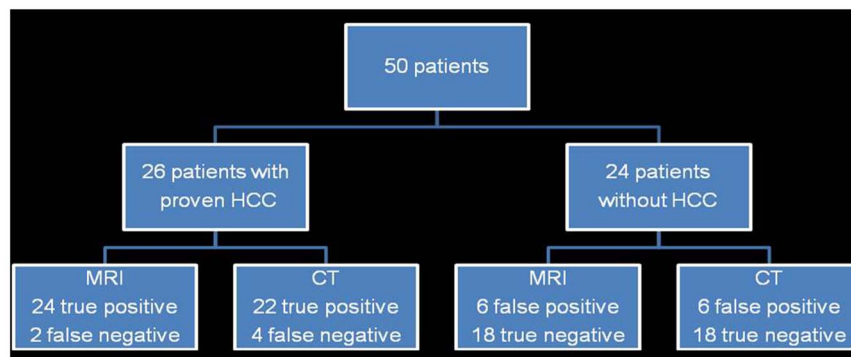 50 patients
26 patients with
proven HCC
24 patients
without HCC
MRI
24 true positive
2 false negative
CT
22 true positive
4 false negative
MRI
6 false positive
18 true negative
CT
6 false positive
18 true negative